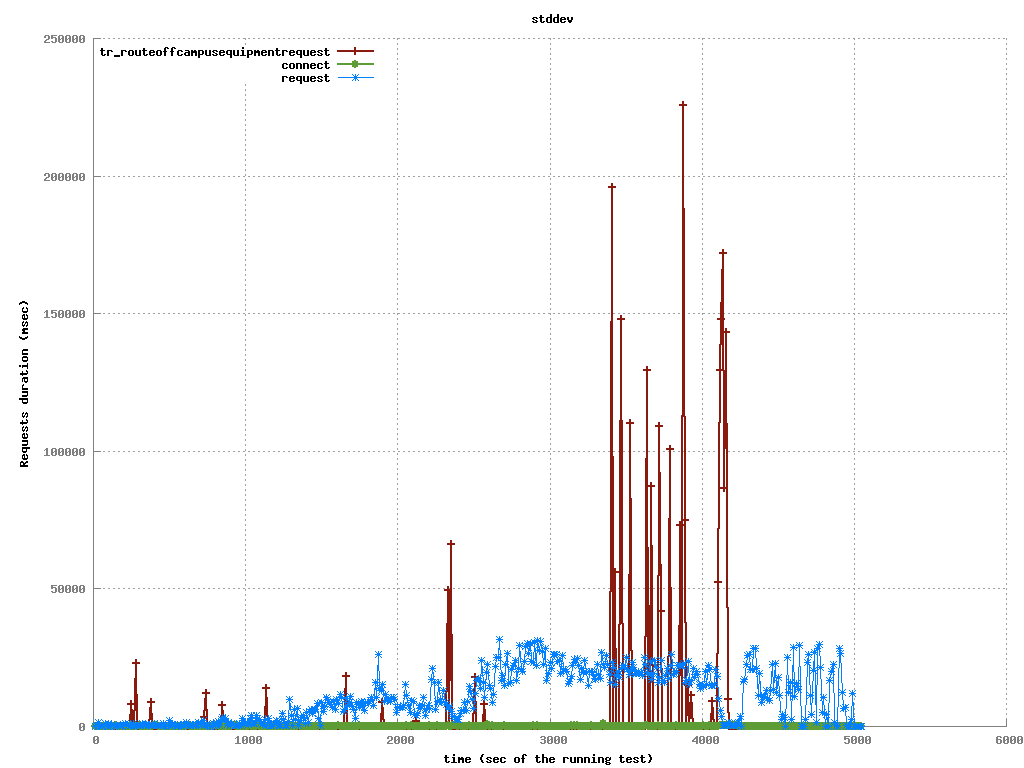 stddev
250000
tr_routeoffcampusequipmentrequest
connect
request
200000
150000
Requests duration (msec)
100000
50000
0
0 1000 2000 3000 4000 5000 6000
time (sec of the running test)